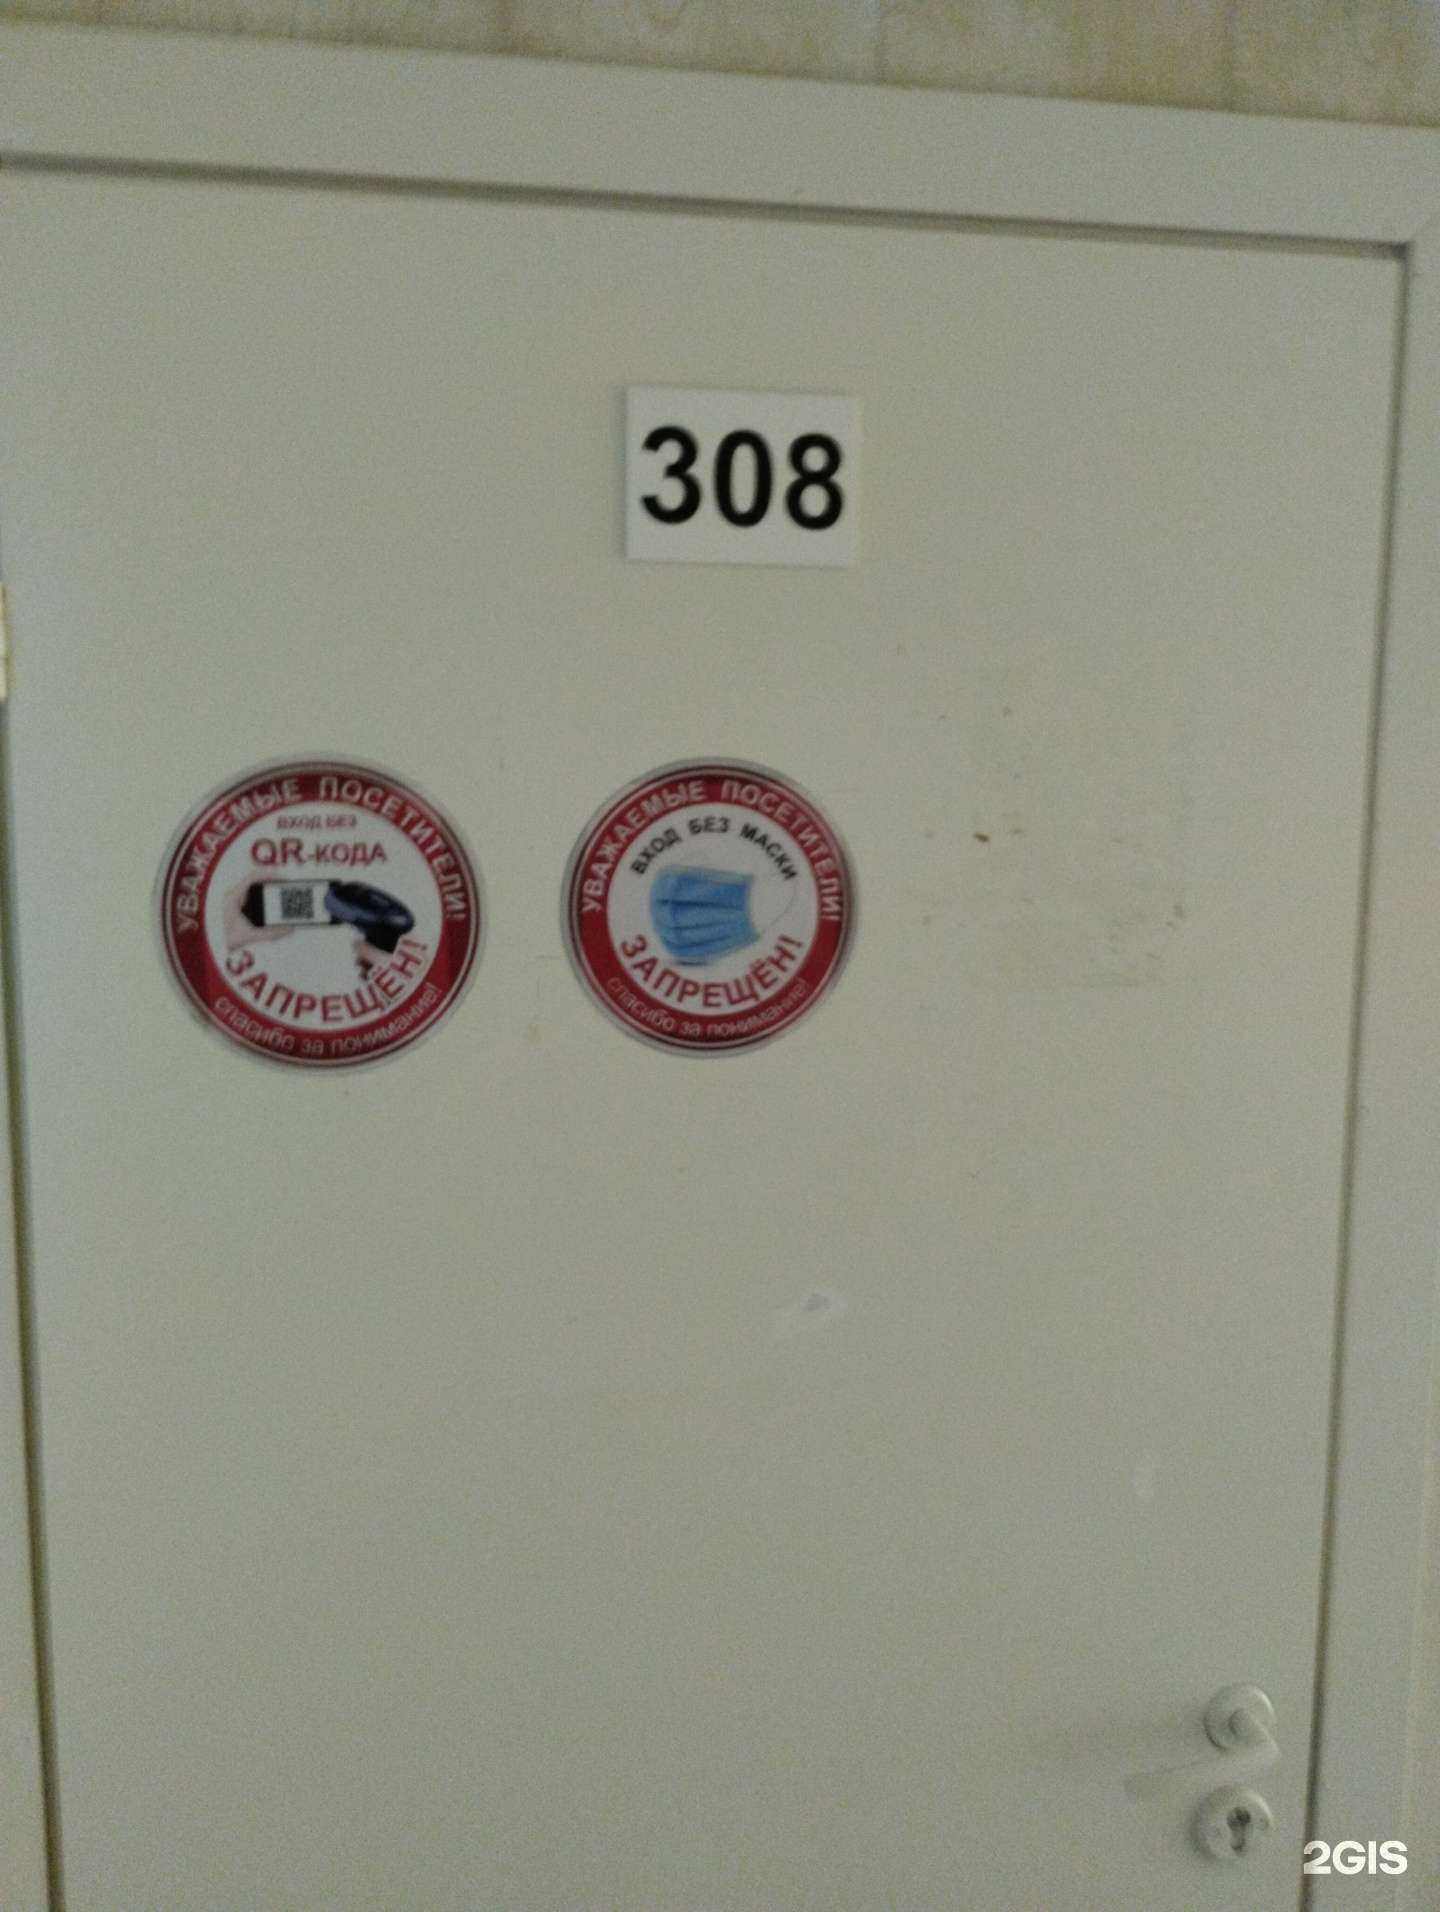 308
УВАЖАЕМЫЕ ПОСЕТИТЕЛИ!
ВХОД БЕЗ
QR-КОДА
ЗАПРЕЩЁН!
спасибо за понимание!
УВАЖАЕМЫЕ ПОСЕТИТЕЛИ!
ВХОД БЕЗ МАСКИ
ЗАПРЕЩЁН!
спасибо за понимание!
2GIS